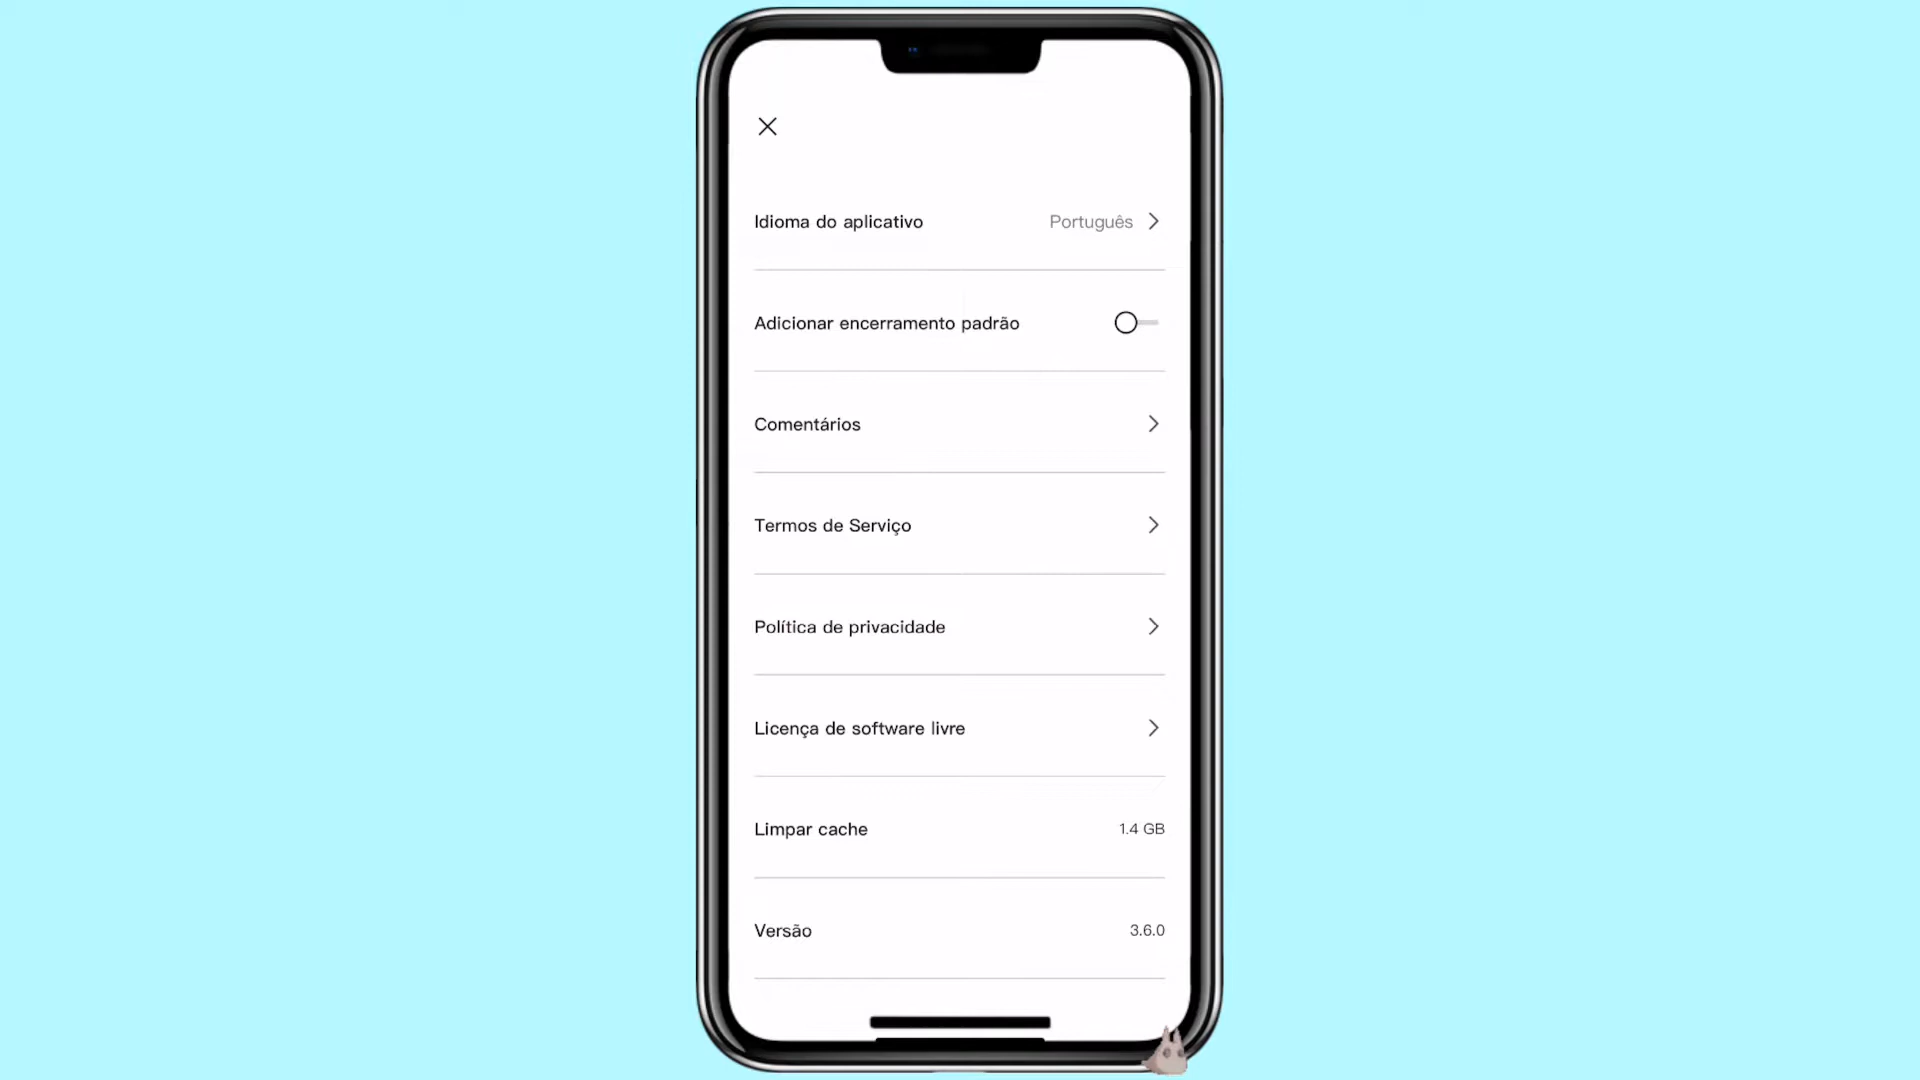 Idioma do aplicativo Português
Adicionar encerramento padrão
Comentários
Termos de Serviço
Política de privacidade
Licença de software livre
Limpar cache 1.4 GB
Versão 3.6.0